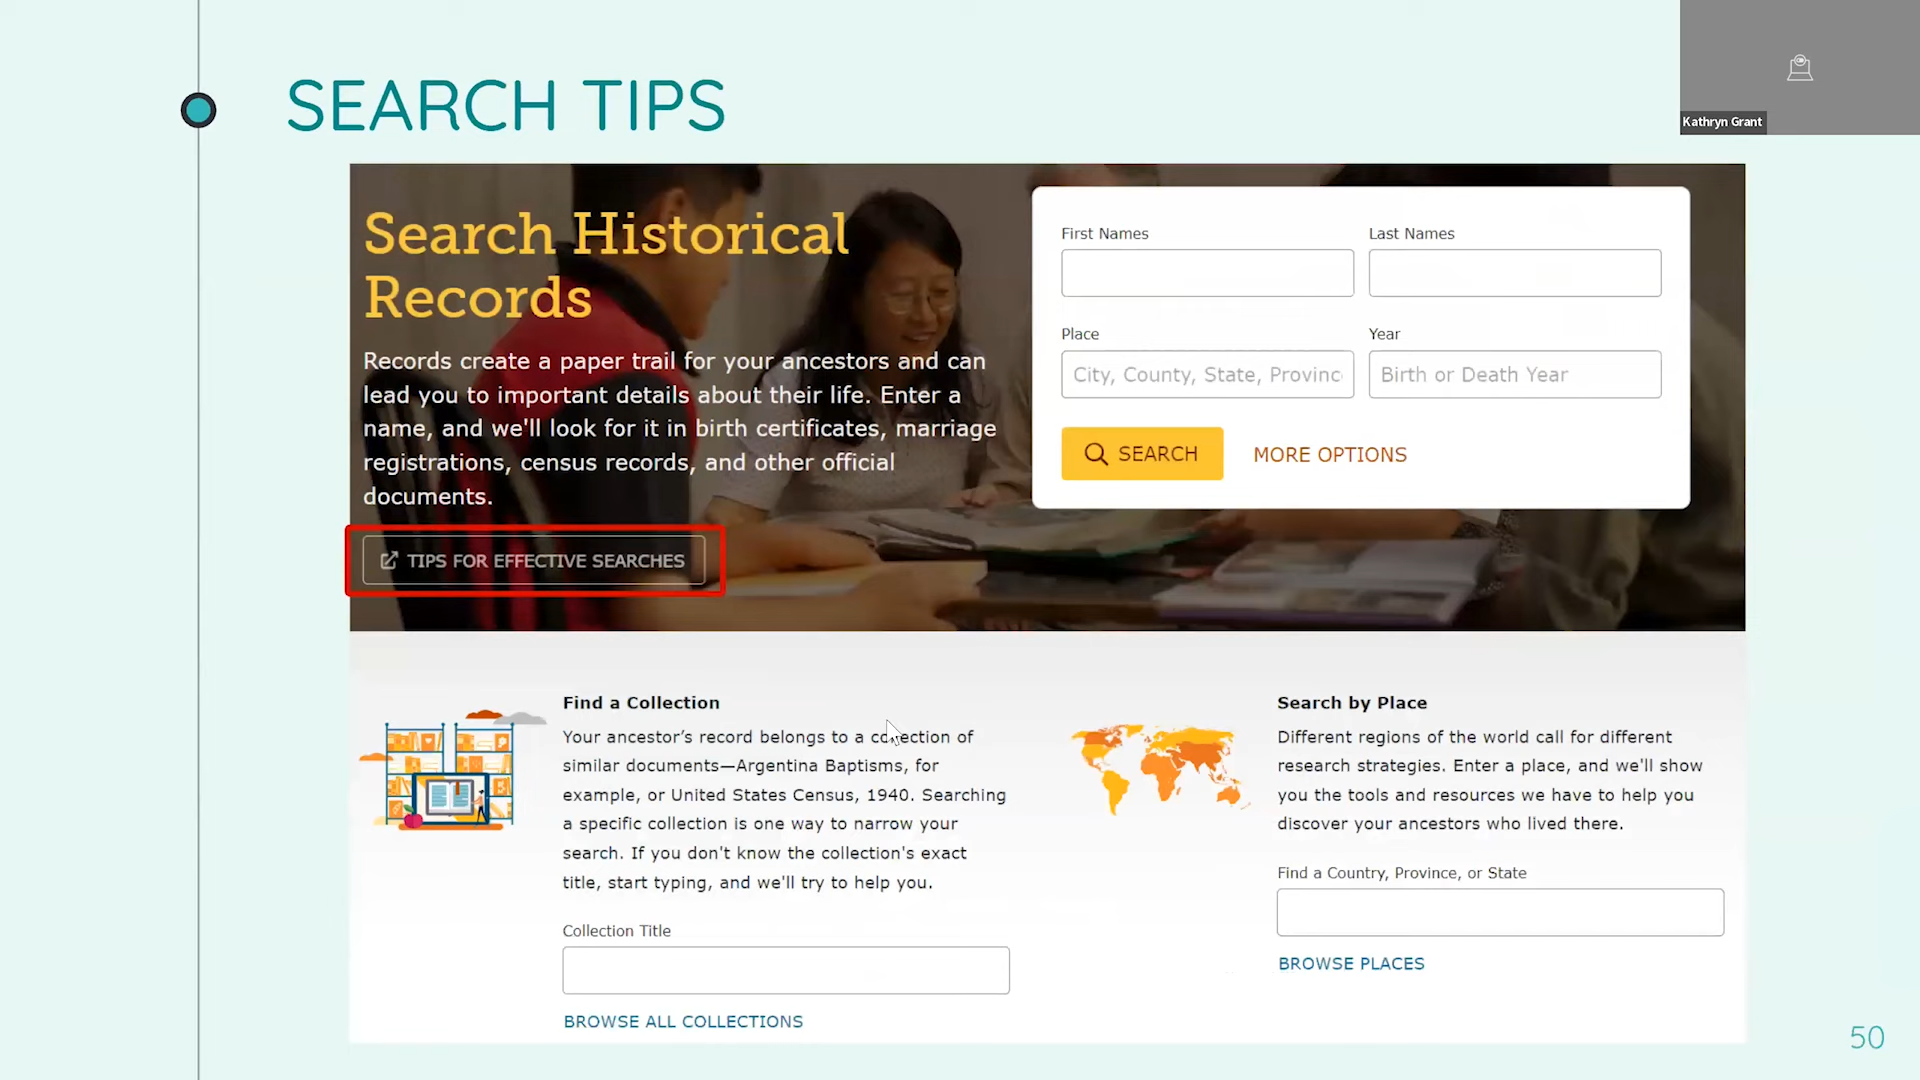 SEARCH TIPS
Kathryn Grant
Search Historical
Records
Records create a paper trail for your ancestors and can
lead you to important details about their life. Enter a
name, and we'll look for it in birth certificates, marriage
registrations, census records, and other official
documents.
TIPS FOR EFFECTIVE SEARCHES
First Names
Last Names
Place
Year
City, County, State, Provinc
Birth or Death Year
SEARCH
MORE OPTIONS
Find a Collection
Your ancestor’s record belongs to a collection of
similar documents—Argentina Baptisms, for
example, or United States Census, 1940. Searching
a specific collection is one way to narrow your
search. If you don't know the collection's exact
title, start typing, and we'll try to help you.
Collection Title
BROWSE ALL COLLECTIONS
Search by Place
Different regions of the world call for different
research strategies. Enter a place, and we'll show
you the tools and resources we have to help you
discover your ancestors who lived there.
Find a Country, Province, or State
BROWSE PLACES
50